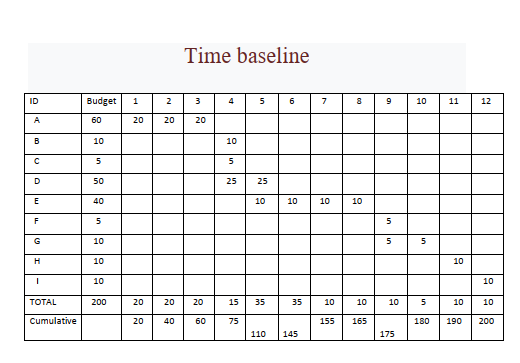 Time baseline
ID Budget 1 2 3 4 5 6 7 8 9 10 11 12
A 60 20 20 20
B 10 10
C 5 5
D 50 25 25
E 40 10 10 10 10
F 5 5
G 10 5 5
H 10 10
I 10 10
TOTAL 200 20 20 20 15 35 35 10 10 10 5 10 10
Cumulative 20 40 60 75 110 145 155 165 175 180 190 200